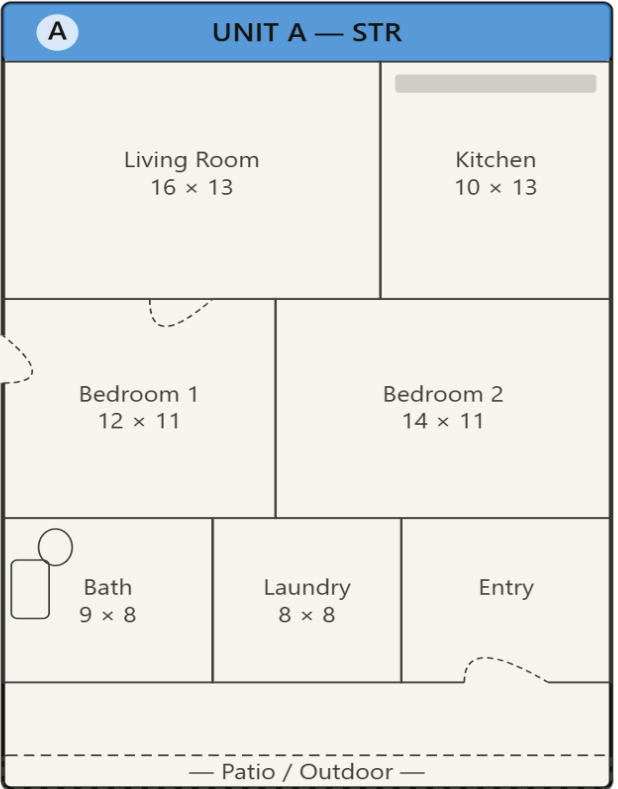 A
UNIT A — STR
Living Room
16 × 13
Kitchen
10 × 13
Bedroom 1
12 × 11
Bedroom 2
14 × 11
Bath
9 × 8
Laundry
8 × 8
Entry
— Patio / Outdoor —